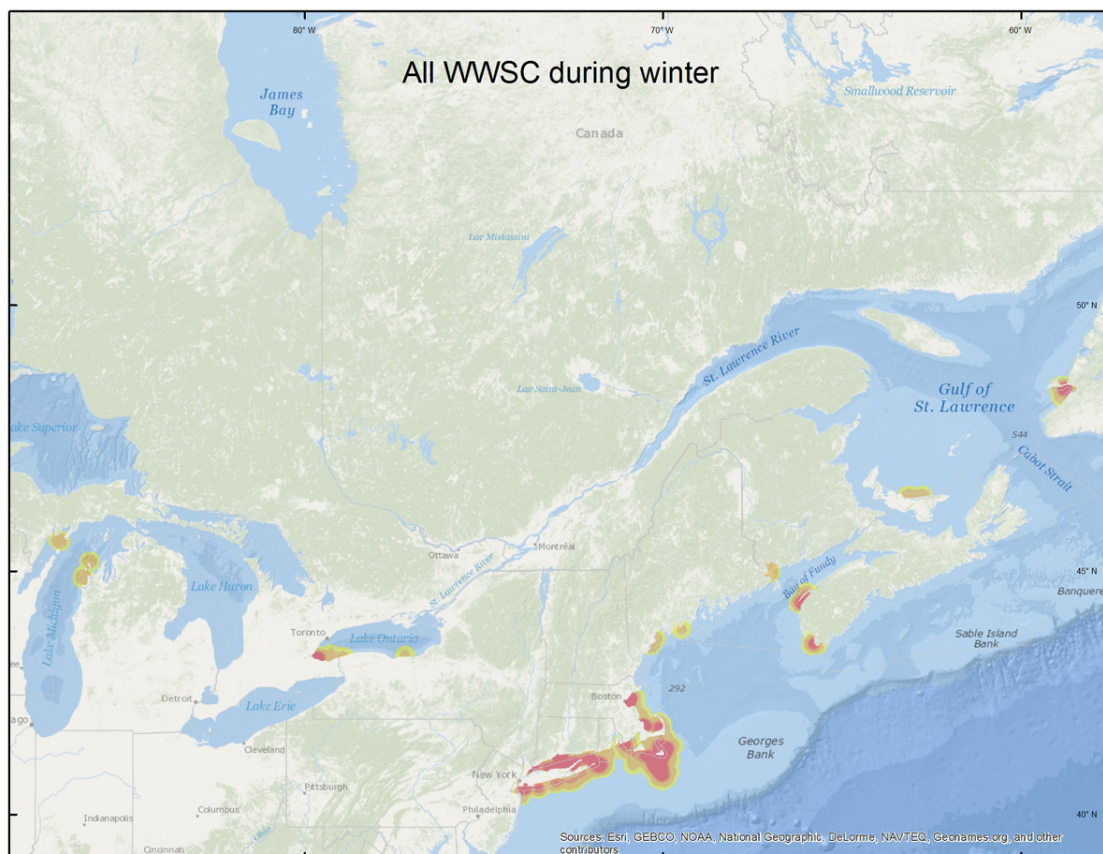 80° W
70° W
60° W
All WWSC during winter
James
Bay
Smallwood Reservoir
Canada
Lac Mistassini
50° N
St. Lawrence River
Lac Saint-Jean
Gulf of
St. Lawrence
ake Superior
544
Cabot Strait
Ottawa
Montréal
45° N
St. Lawrence River
Bay of Fundy
Lake Huron
Banquere
Toronto
Lake Ontario
Sable Island
Bank
Lake Michigan
292
Detroit
Boston
Lake Erie
ago
Georges
Bank
Cleveland
New York
Pittsburgh
Philadelphia
Columbus
Indianapolis
40° N
Ohio
Cincinnati
Sources: Esri, GEBCO, NOAA, National Geographic, DeLorme, NAVTEQ, Geonames.org, and other
contributors